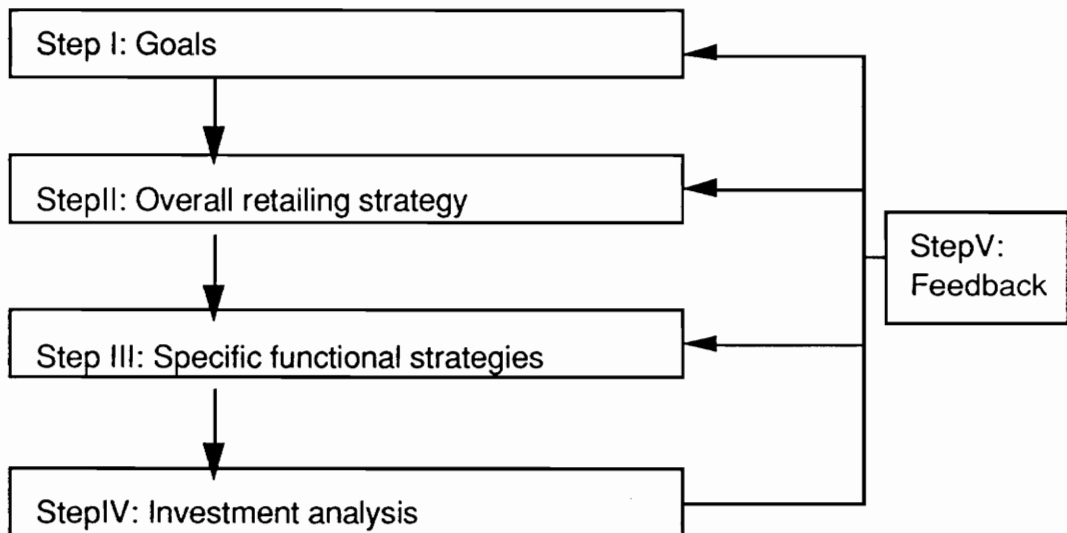 Step I: Goals
StepII: Overall retailing strategy
Step III: Specific functional strategies
StepIV: Investment analysis
StepV:
Feedback